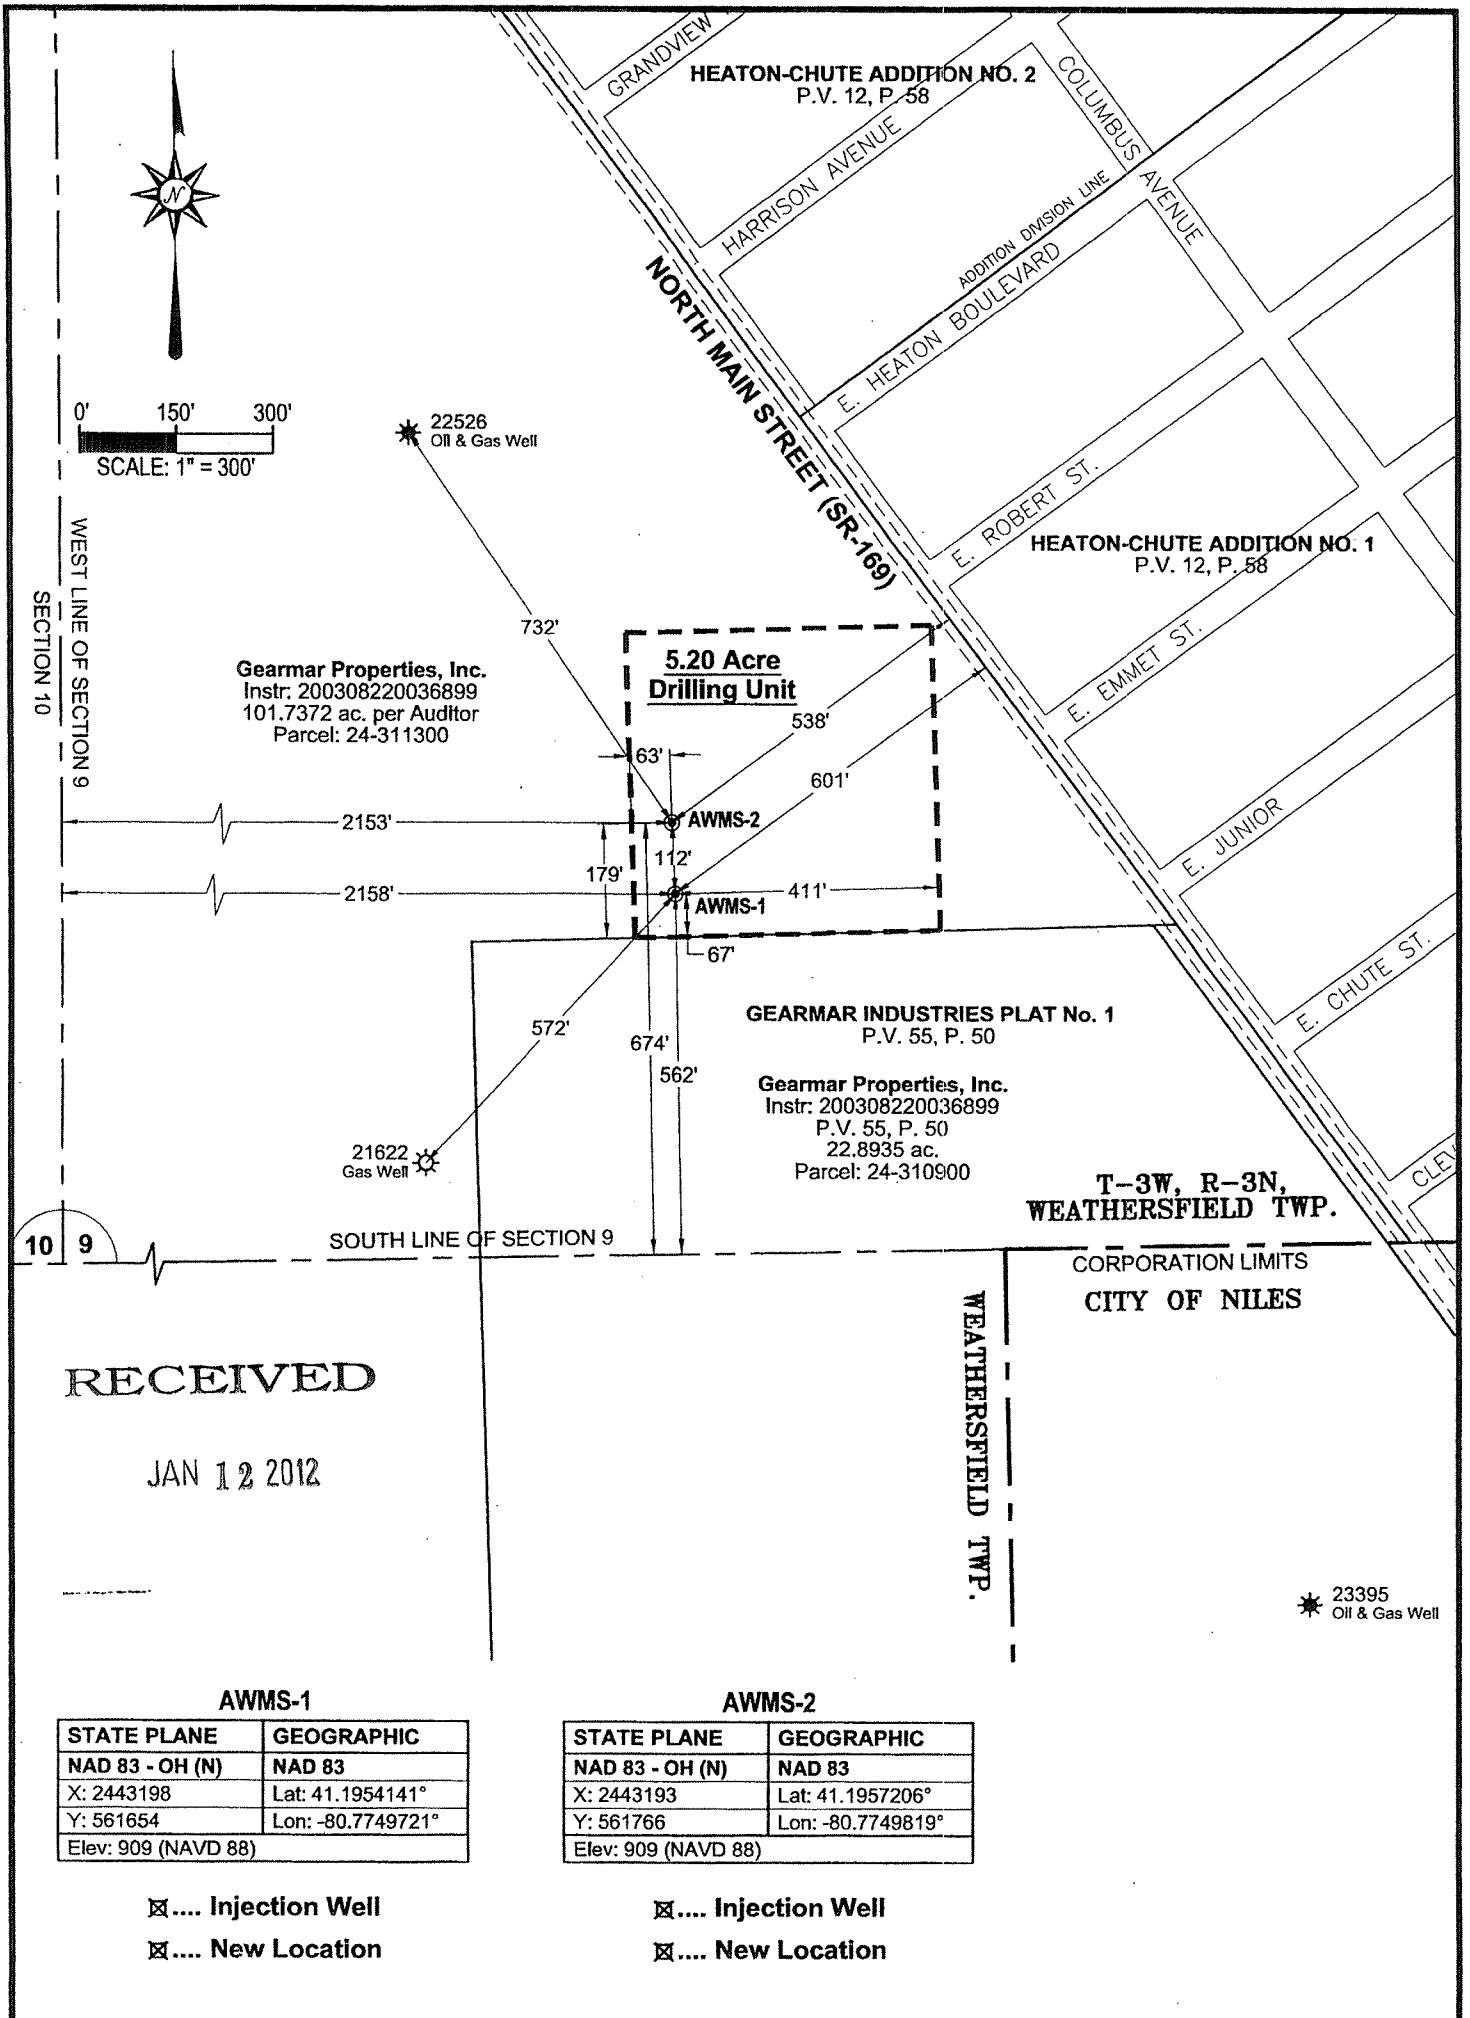 GRANDVIEW
HEATON-CHUTE ADDITION NO. 2
P.V. 12, P. 58
COLUMBUS AVENUE
HARRISON AVENUE
ADDITION DIVISION LINE
E. HEATON BOULEVARD
N
NORTH MAIN STREET (SR-169)
0' 150' 300'
SCALE: 1" = 300'
22526
Oil & Gas Well
E. ROBERT ST.
HEATON-CHUTE ADDITION NO. 1
P.V. 12, P. 58
WEST LINE OF SECTION 9
SECTION 10
732'
5.20 Acre
Drilling Unit
Gearmar Properties, Inc.
Instr: 200308220036899
101.7372 ac. per Auditor
Parcel: 24-311300
E. EMMET ST.
538'
63'
601'
2153'
AWMS-2
E. JUNIOR
112'
179'
2158'
411'
AWMS-1
67'
E. CHUTE ST.
GEARMAR INDUSTRIES PLAT No. 1
P.V. 55, P. 50
572'
674'
562'
Gearmar Properties, Inc.
Instr: 200308220036899
P.V. 55, P. 50
22.8935 ac.
Parcel: 24-310900
21622
Gas Well
CLEV
T-3W, R-3N,
WEATHERSFIELD TWP.
10 9
SOUTH LINE OF SECTION 9
CORPORATION LIMITS
CITY OF NILES
WEATHERSFIELD TWP.
RECEIVED
JAN 12 2012
23395
Oil & Gas Well
AWMS-1
STATE PLANE GEOGRAPHIC
NAD 83 - OH (N) NAD 83
X: 2443198 Lat: 41.1954141°
Y: 561654 Lon: -80.7749721°
Elev: 909 (NAVD 88)
.... Injection Well
.... New Location
AWMS-2
STATE PLANE GEOGRAPHIC
NAD 83 - OH (N) NAD 83
X: 2443193 Lat: 41.1957206°
Y: 561766 Lon: -80.7749819°
Elev: 909 (NAVD 88)
.... Injection Well
.... New Location